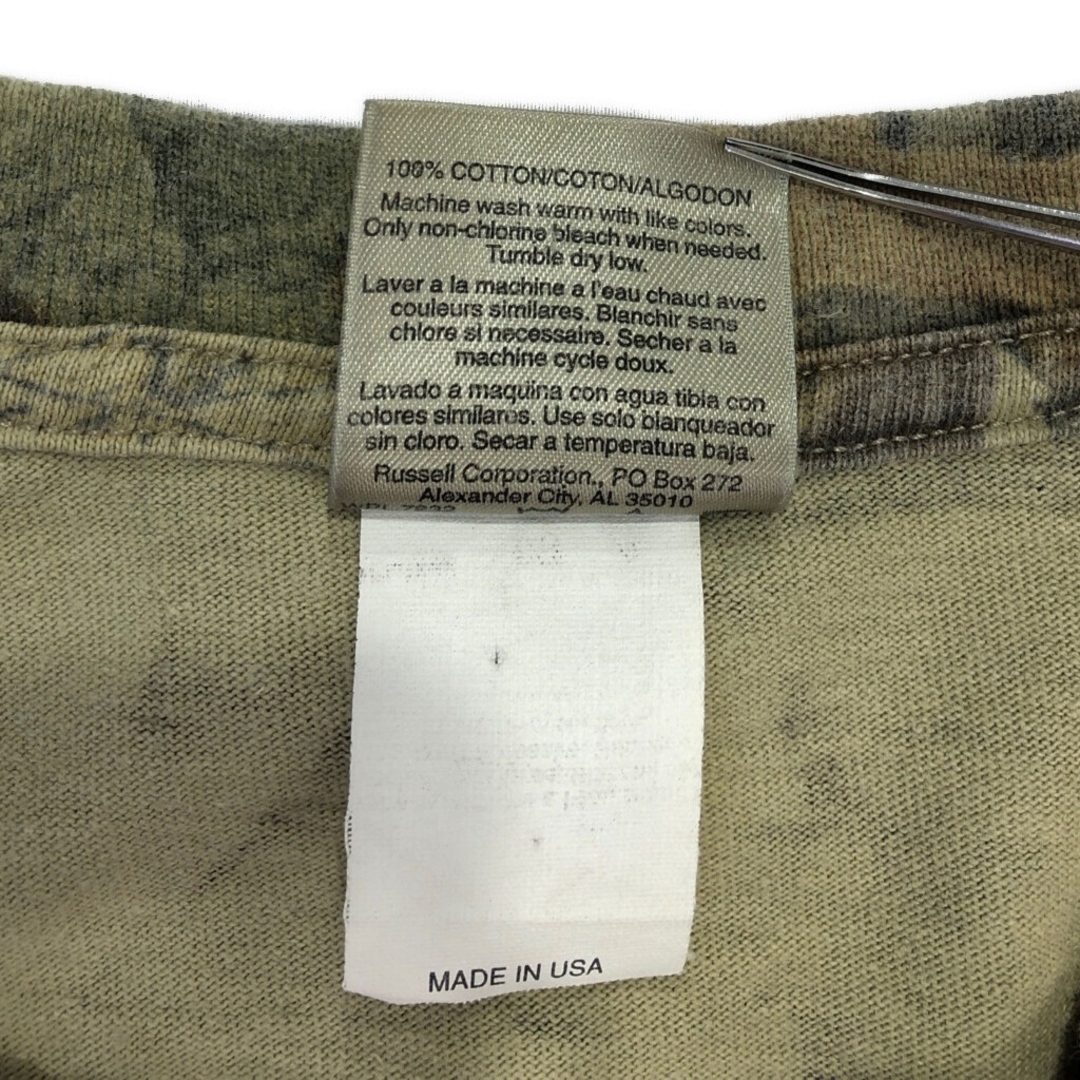 100% COTTON/COTON/ALGODON
Machine wash warm with like colors.
Only non-chlorine bleach when needed.
Tumble dry low.
Laver a la machine a l'eau chaud avec
couleurs similares. Blanchir sans
chlore si necessaire. Secher a la
machine cycle doux.
Lavado a maquina con agua tibia con
colores similares. Use solo blanqueador
sin cloro. Secar a temperatura baja.
Russell Corporation., PO Box 272
Alexander City, AL 35010
MADE IN USA